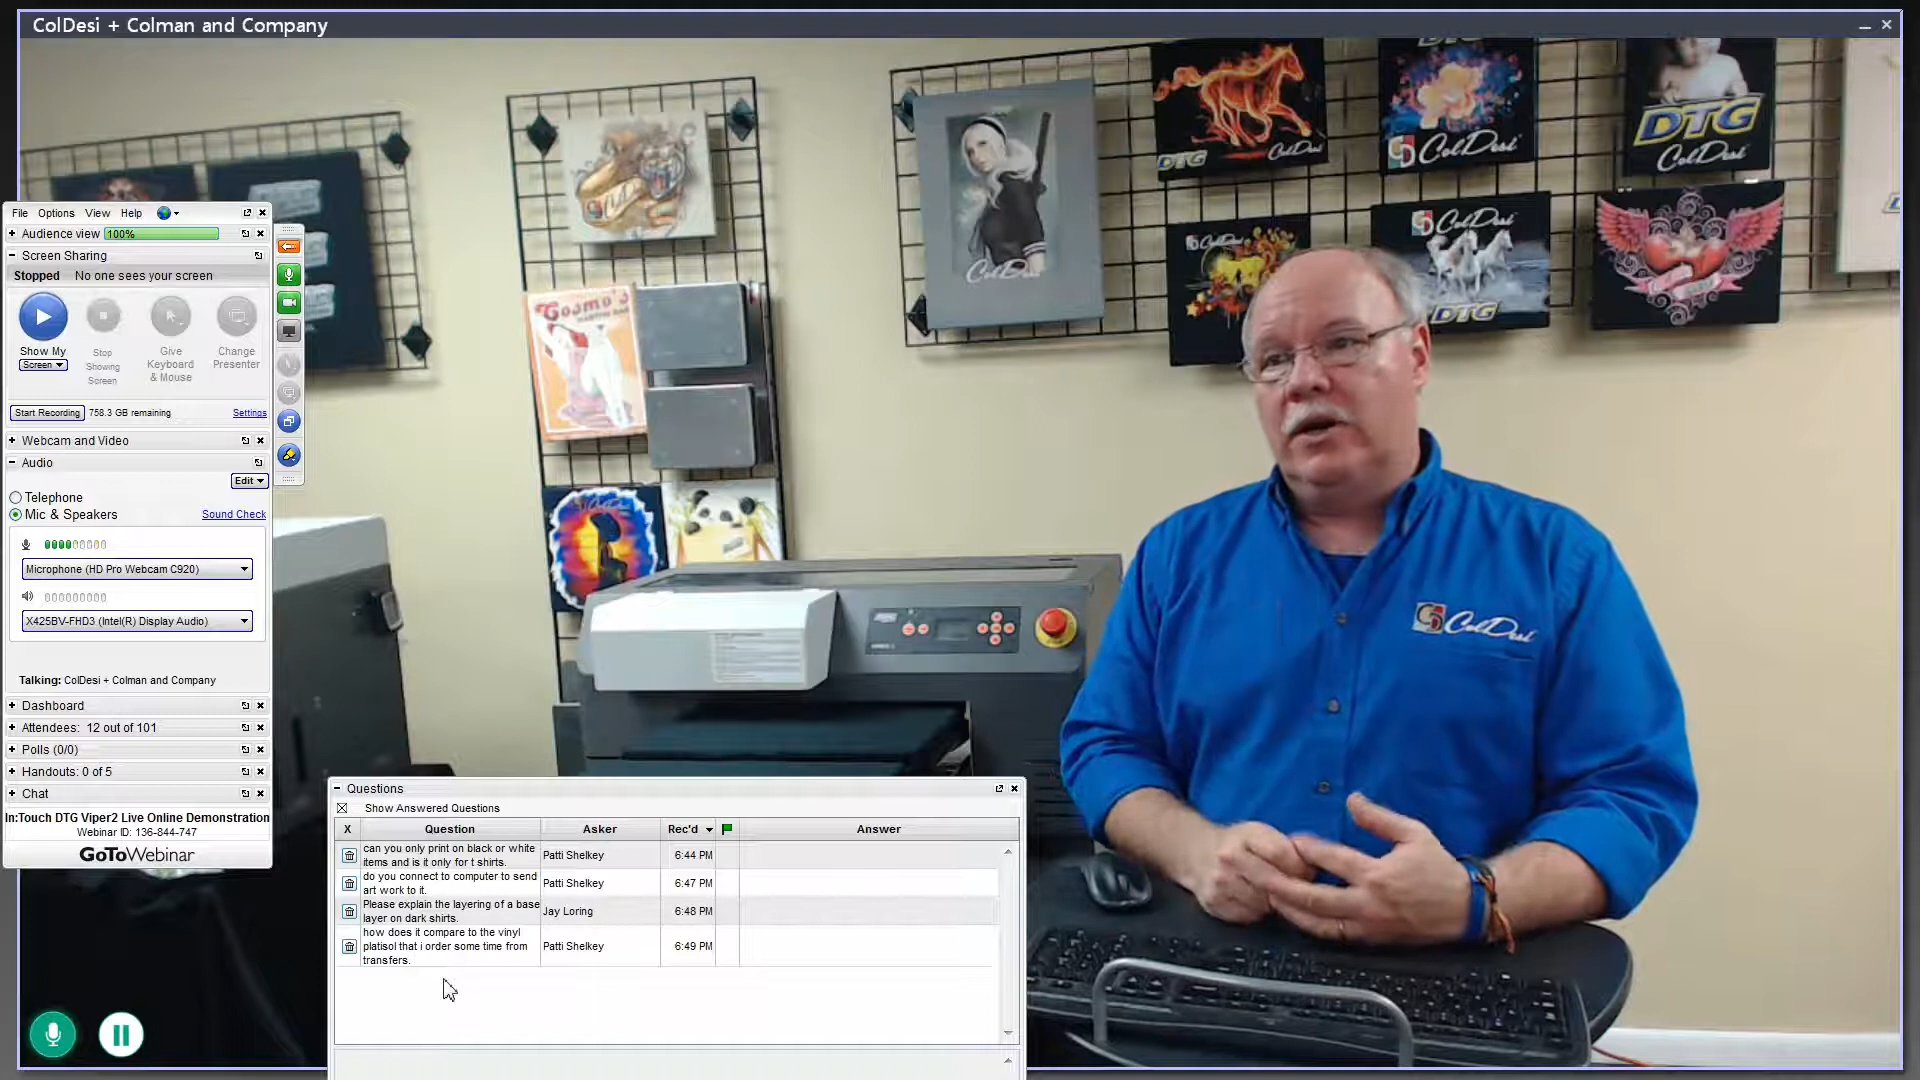 ColDesi + Colman and Company
DTG
ColDesi
ColDesi
DTG
ColDesi
ColDesi
Cosmo's
ColDesi
ColDesi
DTG
File Options View Help
Audience view 100%
Screen Sharing
Stopped No one sees your screen
Show My
Screen
Stop
Showing
Screen
Give
Keyboard
& Mouse
Change
Presenter
Start Recording 758.3 GB remaining Settings
Webcam and Video
Audio
Edit
Telephone
Mic & Speakers Sound Check
Microphone (HD Pro Webcam C920)
X425BV-FHD3 (Intel(R) Display Audio)
Talking: ColDesi + Colman and Company
Dashboard
Attendees: 12 out of 101
Polls (0/0)
Handouts: 0 of 5
Chat
In:Touch DTG Viper2 Live Online Demonstration
Webinar ID: 136-844-747
GoToWebinar
ColDesi
Questions
Show Answered Questions
X Question Asker Rec'd Answer
can you only print on black or white
items and is it only for t shirts. Patti Shelkey 6:44 PM
do you connect to computer to send
art work to it. Patti Shelkey 6:47 PM
Please explain the layering of a base
layer on dark shirts. Jay Loring 6:48 PM
how does it compare to the vinyl
platisol that i order some time from Patti Shelkey 6:49 PM
transfers.